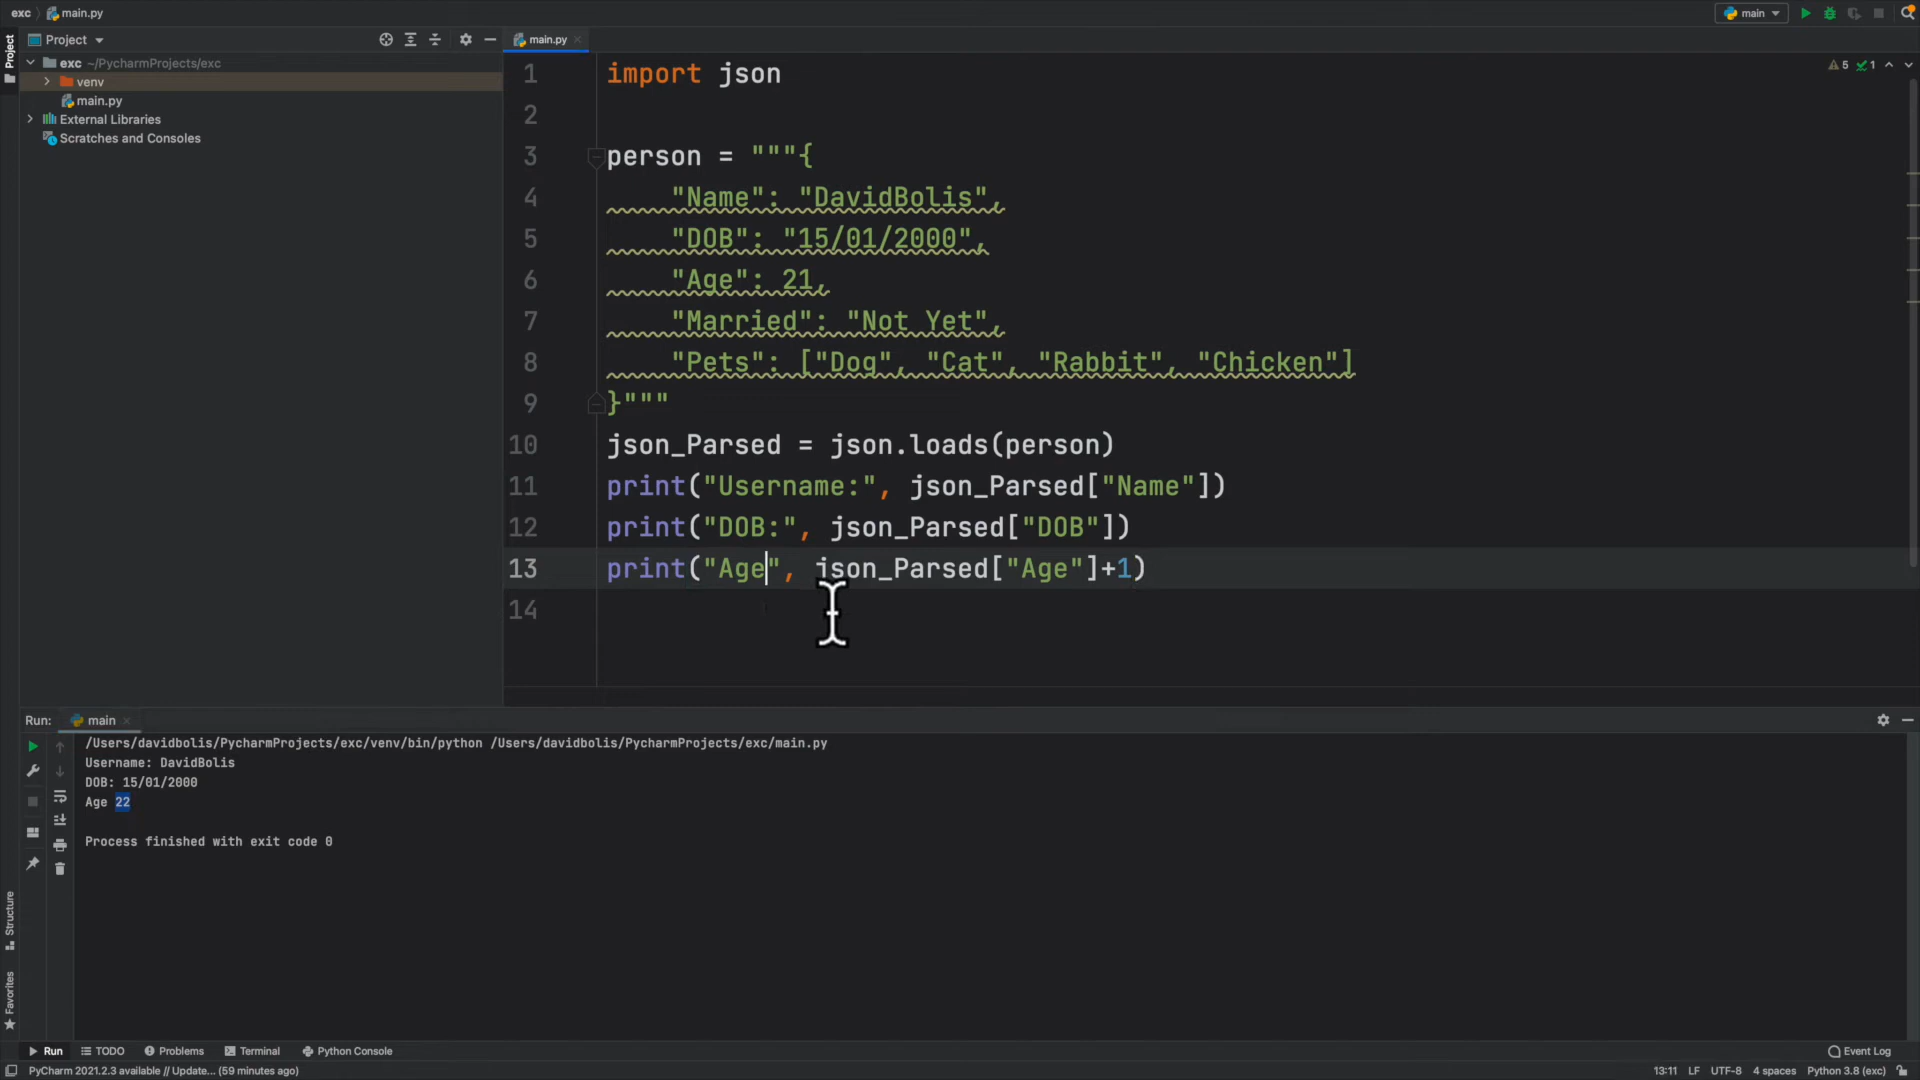 exc main.py
main
Project
Project
exc ~/PycharmProjects/exc
venv
main.py
External Libraries
Scratches and Consoles
main.py
5 1
1 import json
2
3 person = """{
4 "Name": "DavidBolis",
5 "DOB": "15/01/2000",
6 "Age": 21,
7 "Married": "Not Yet",
8 "Pets": ["Dog", "Cat", "Rabbit", "Chicken"]
9 }"""
10 json_Parsed = json.loads(person)
11 print("Username:", json_Parsed["Name"])
12 print("DOB:", json_Parsed["DOB"])
13 print("Age", json_Parsed["Age"]+1)
14
Run: main
/Users/davidbolis/PycharmProjects/exc/venv/bin/python /Users/davidbolis/PycharmProjects/exc/main.py
Username: DavidBolis
DOB: 15/01/2000
Age 22
Process finished with exit code 0
Structure
Favorites
Run TODO Problems Terminal Python Console Event Log
PyCharm 2021.2.3 available // Update... (59 minutes ago) 13:11 LF UTF-8 4 spaces Python 3.8 (exc)